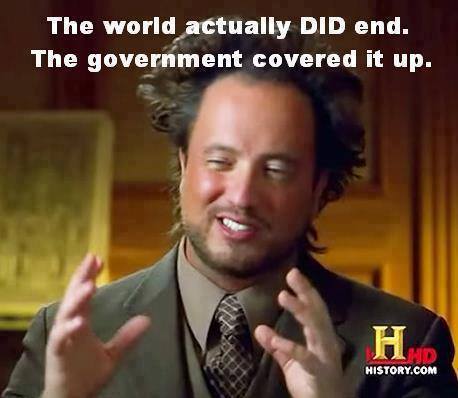 The world actually DID end.
The government covered it up.
H
HD
HISTORY.COM